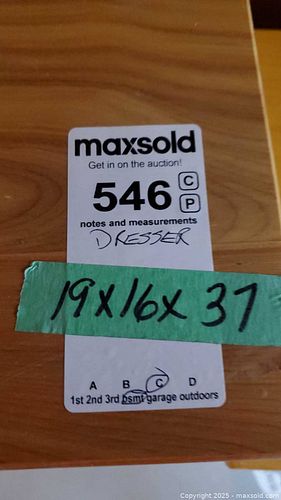 maxsold
Get in on the auction!
546 C
P
notes and measurements
DRESSER
19X16X 37
A B C D
1st 2nd 3rd bsmt garage outdoors
Copyright © 2025 - maxsold.com